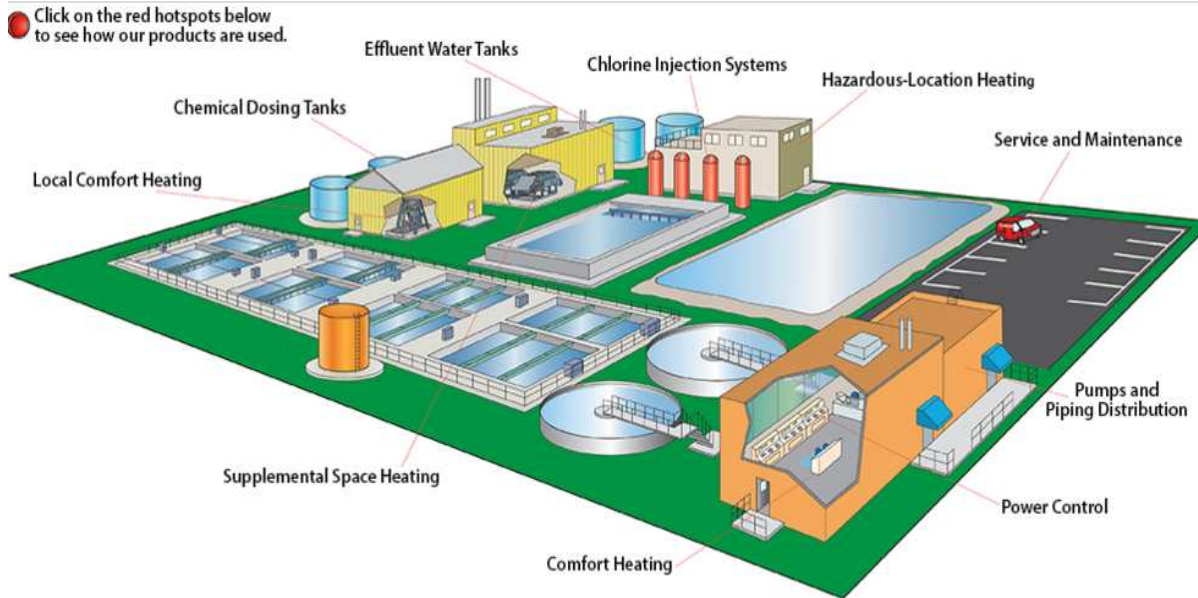 Click on the red hotspots below
to see how our products are used.
Effluent Water Tanks
Chlorine Injection Systems
Hazardous-Location Heating
Chemical Dosing Tanks
Service and Maintenance
Local Comfort Heating
Pumps and
Piping Distribution
Supplemental Space Heating
Power Control
Comfort Heating